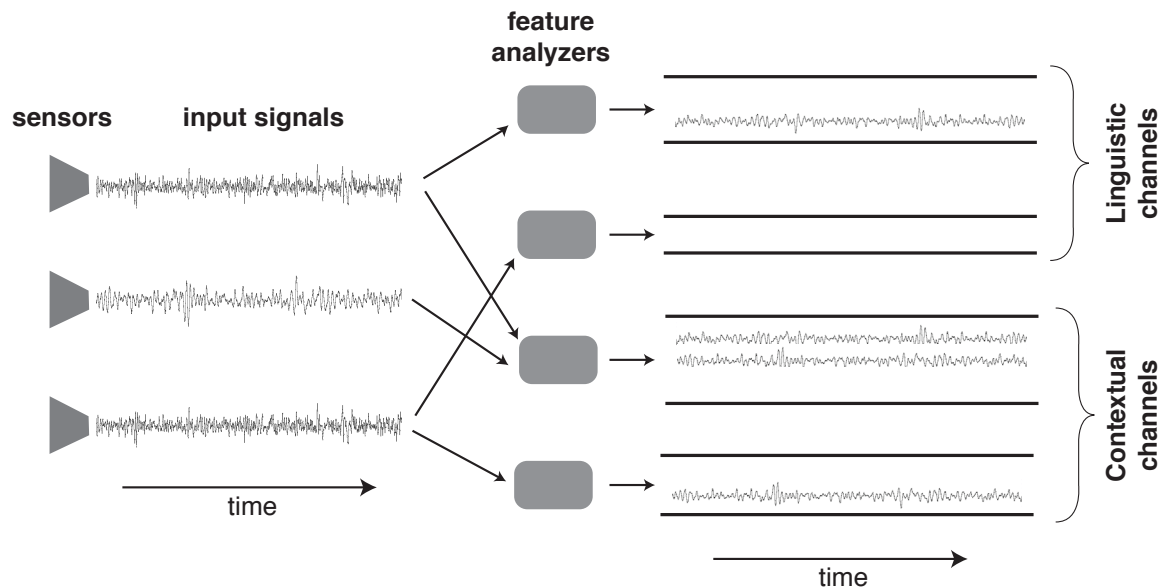 feature
analyzers
sensors
input signals
Linguistic
channels
Contextual
channels
time
time